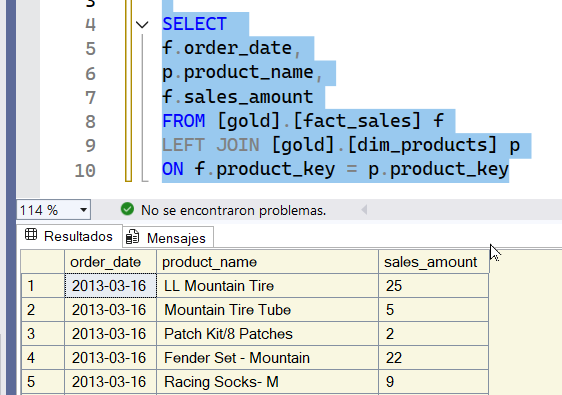 3
4 SELECT
5 f.order_date,
6 p.product_name,
7 f.sales_amount
8 FROM [gold].[fact_sales] f
9 LEFT JOIN [gold].[dim_products] p
10 ON f.product_key = p.product_key
114 % No se encontraron problemas.
Resultados Mensajes
order_date product_name sales_amount
1 2013-03-16 LL Mountain Tire 25
2 2013-03-16 Mountain Tire Tube 5
3 2013-03-16 Patch Kit/8 Patches 2
4 2013-03-16 Fender Set - Mountain 22
5 2013-03-16 Racing Socks- M 9